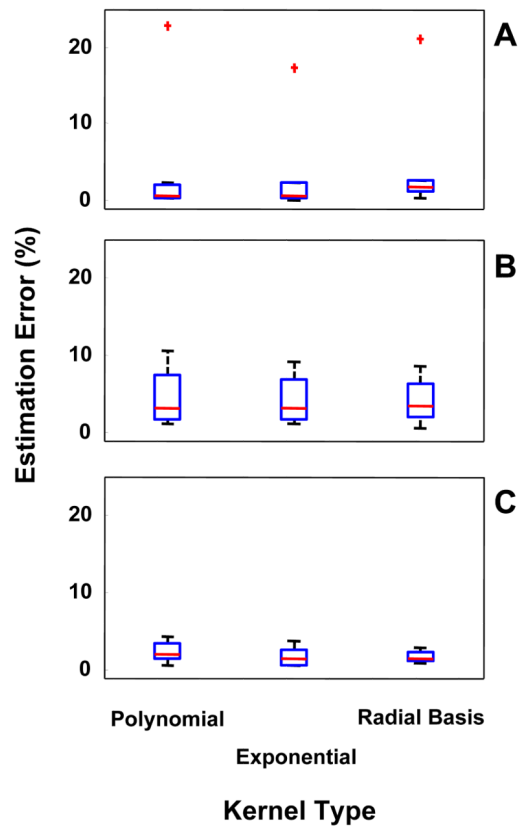 A
20
10
0
B
20
10
0
C
20
10
0
Estimation Error (%)
Polynomial
Radial Basis
Exponential
Kernel Type